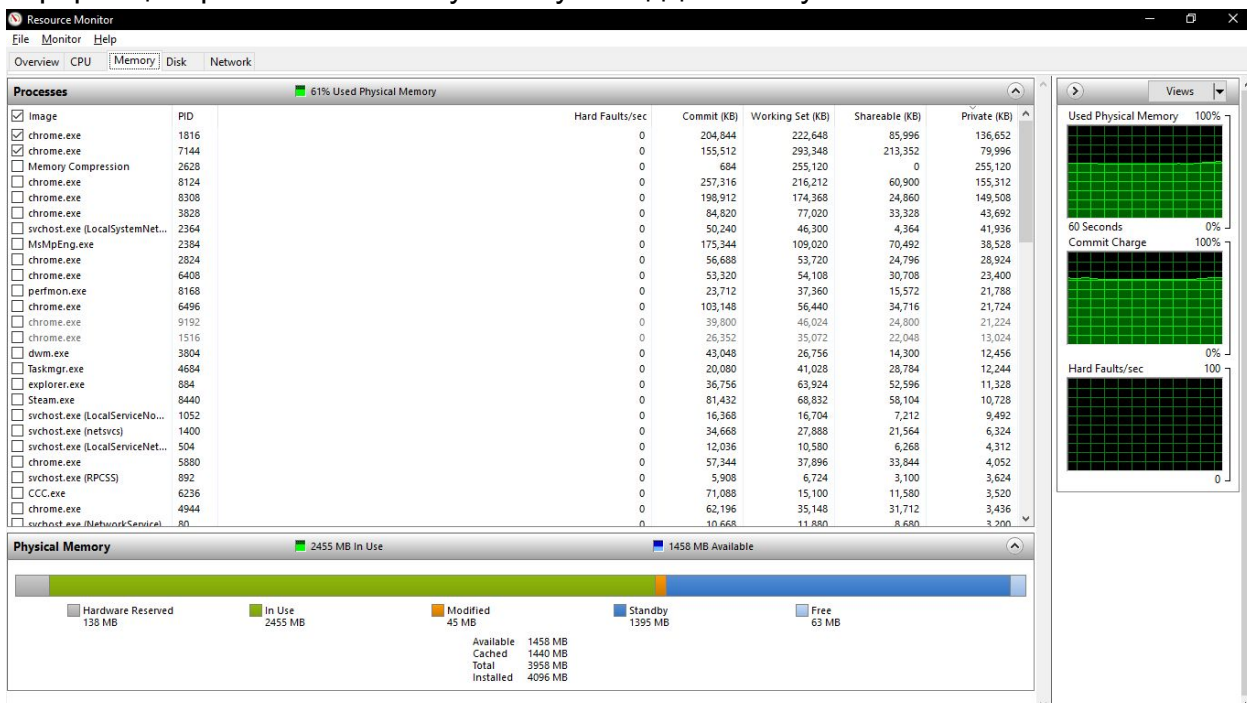 Resource Monitor
File Monitor Help
Overview CPU Memory Disk Network
Processes 61% Used Physical Memory
Image PID Hard Faults/sec Commit (KB) Working Set (KB) Shareable (KB) Private (KB)
chrome.exe 1816 0 204,844 222,648 85,996 136,652
chrome.exe 7144 0 155,512 293,348 213,352 79,996
Memory Compression 2628 0 684 255,120 0 255,120
chrome.exe 8124 0 257,316 216,212 60,900 155,312
chrome.exe 8308 0 198,912 174,368 24,860 149,508
chrome.exe 3828 0 84,820 77,020 33,328 43,692
svchost.exe (LocalSystemNet... 2364 0 50,240 46,300 4,364 41,936
MsMpEng.exe 2384 0 175,344 109,020 70,492 38,528
chrome.exe 2824 0 56,688 53,720 24,796 28,924
chrome.exe 6408 0 53,320 54,108 30,708 23,400
perfmon.exe 8168 0 23,712 37,360 15,572 21,788
chrome.exe 6496 0 103,148 56,440 34,716 21,724
chrome.exe 9192 0 39,800 46,024 24,800 21,224
chrome.exe 1516 0 26,352 35,072 22,048 13,024
dwm.exe 3804 0 43,048 26,756 14,300 12,456
Taskmgr.exe 4684 0 20,080 41,028 28,784 12,244
explorer.exe 884 0 36,756 63,924 52,596 11,328
Steam.exe 8440 0 81,432 68,832 58,104 10,728
svchost.exe (LocalServiceNo... 1052 0 16,368 16,704 7,212 9,492
svchost.exe (netsvcs) 1400 0 34,668 27,888 21,564 6,324
svchost.exe (LocalServiceNet... 504 0 12,036 10,580 6,268 4,312
chrome.exe 5880 0 57,344 37,896 33,844 4,052
svchost.exe (RPCSS) 892 0 5,908 6,724 3,100 3,624
CCC.exe 6236 0 71,088 15,100 11,580 3,520
chrome.exe 4944 0 62,196 35,148 31,712 3,436
svchost.exe (NetworkService) 80 0 10,668 11,880 8,680 3,200
Physical Memory 2455 MB In Use 1458 MB Available
Hardware Reserved In Use Modified Standby Free
138 MB 2455 MB 45 MB 1395 MB 63 MB
Available 1458 MB
Cached 1440 MB
Total 3958 MB
Installed 4096 MB
Views
Used Physical Memory 100%
60 Seconds 0%
Commit Charge 100%
0%
Hard Faults/sec 100
0